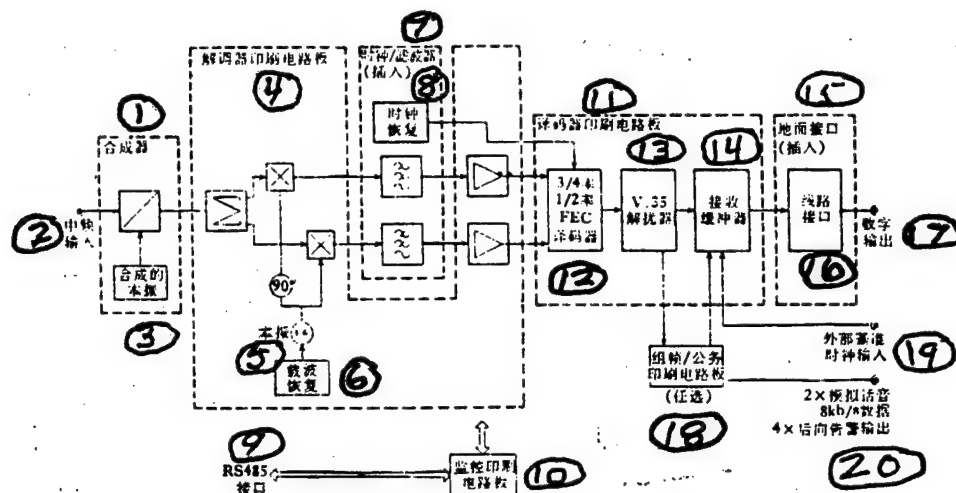 ⑦
解调器印刷电路板
④
时钟/滤波器
(插入)
⑧
时钟
恢复
①
合成器
②
中频
输入
合成的
本振
③
90°
本振
⑤
载波
恢复
⑥
⑪
译码器印刷电路板
⑬
⑭
3/4率
1/2率
FEC
译码器
⑫
V.35
解扰器
接收
缓冲器
⑮
地面接口
(插入)
线路
接口
⑯
数字
输出
⑰
外部基准
时钟输入
⑲
组帧/公务
印刷电路板
(任选)
⑱
2×模拟话音
8kb/s数据
4×后向告警输出
⑳
⑨
RS485
接口
监控印刷
电路板
⑩